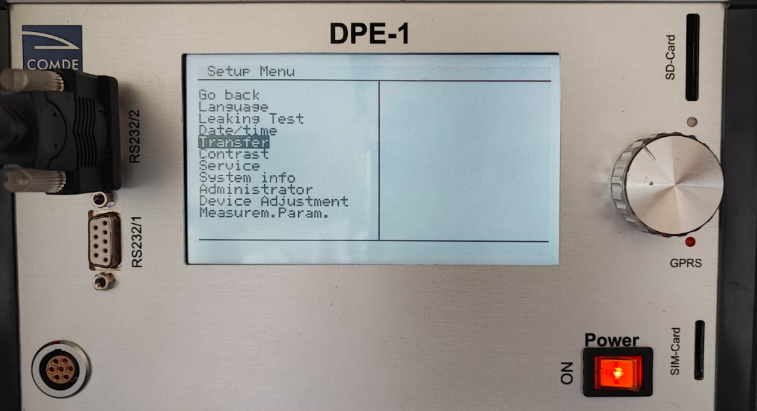 DPE-1
COMDE
Setup Menu
Go back
Language
Leaking Test
Date/time
Transfer
Contrast
Service
System info
Administrator
Device Adjustment
Measurem.Param.
RS232/2
RS232/1
SD-Card
GPRS
Power
ON
SIM-Card